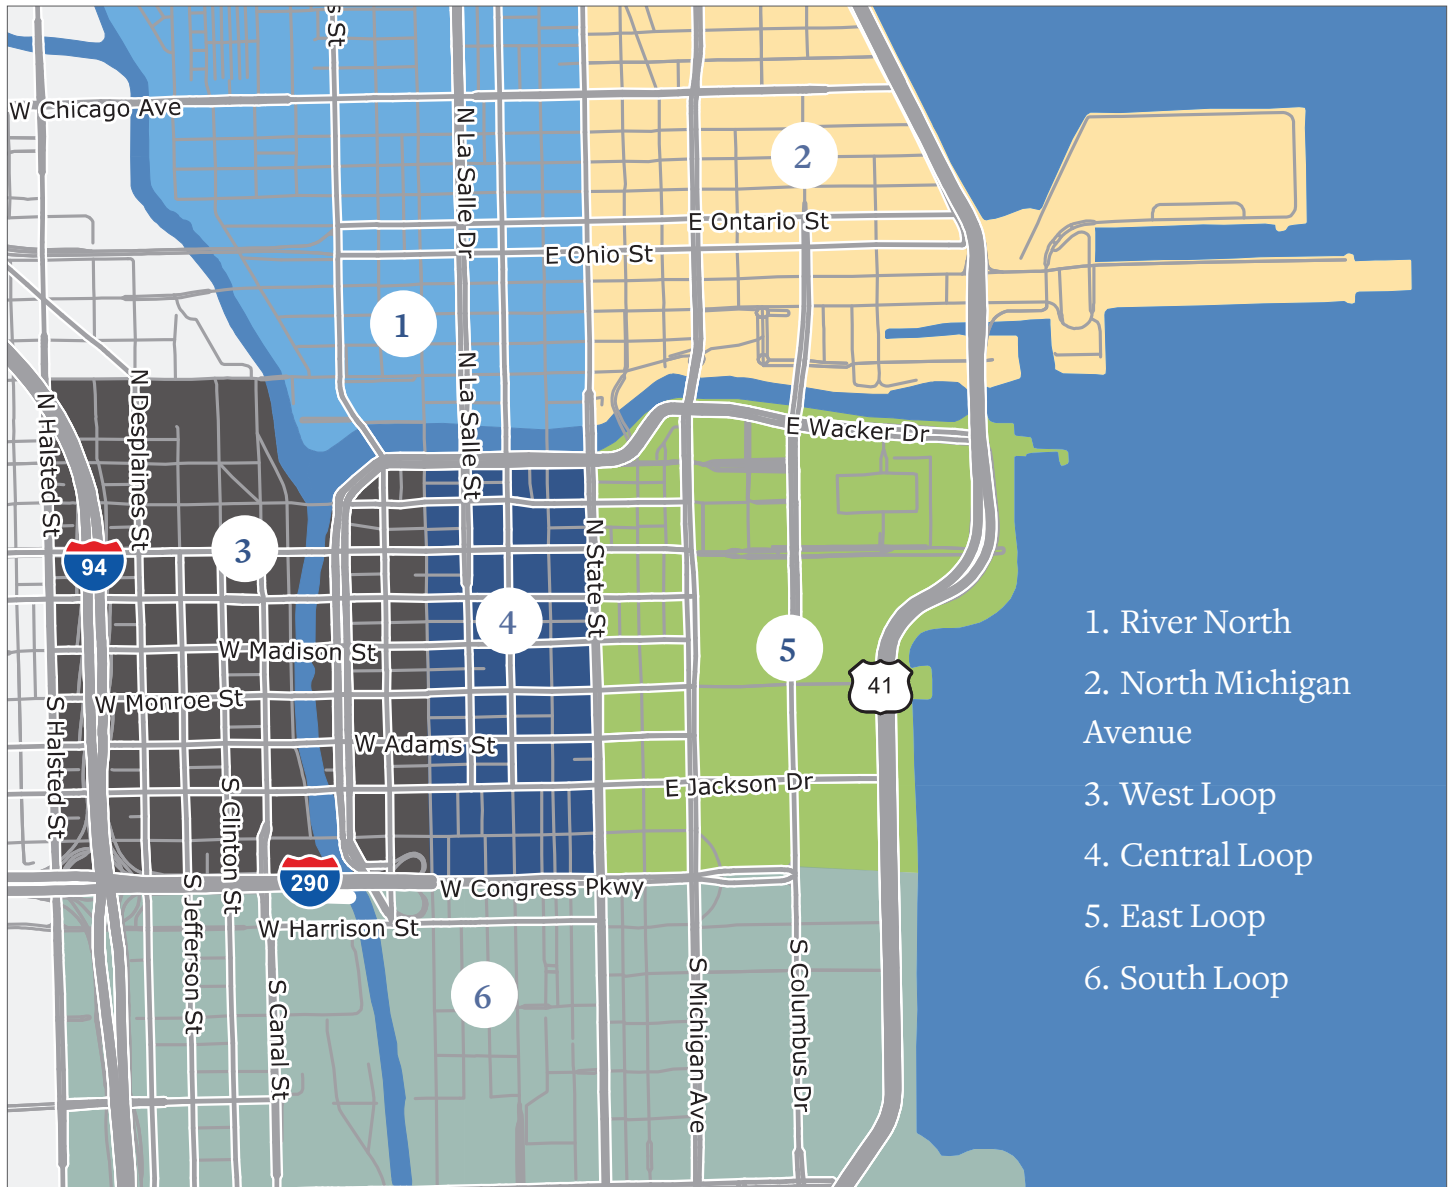 s St
W Chicago Ave
N La Salle Dr
2
E Ontario St
E Ohio St
1
N La Salle St
N Desplaines St
N Halsted St
E Wacker Dr
3
N State St
94
4
1. River North
W Madison St
5
41
2. North Michigan
Avenue
W Monroe St
S Halsted St
W Adams St
E Jackson Dr
3. West Loop
S Clinton St
4. Central Loop
290
W Congress Pkwy
S Jefferson St
W Harrison St
5. East Loop
6
S Canal St
S Michigan Ave
S Columbus Dr
6. South Loop